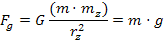 F_g = G (m · m_z) / r_z^2 = m · g